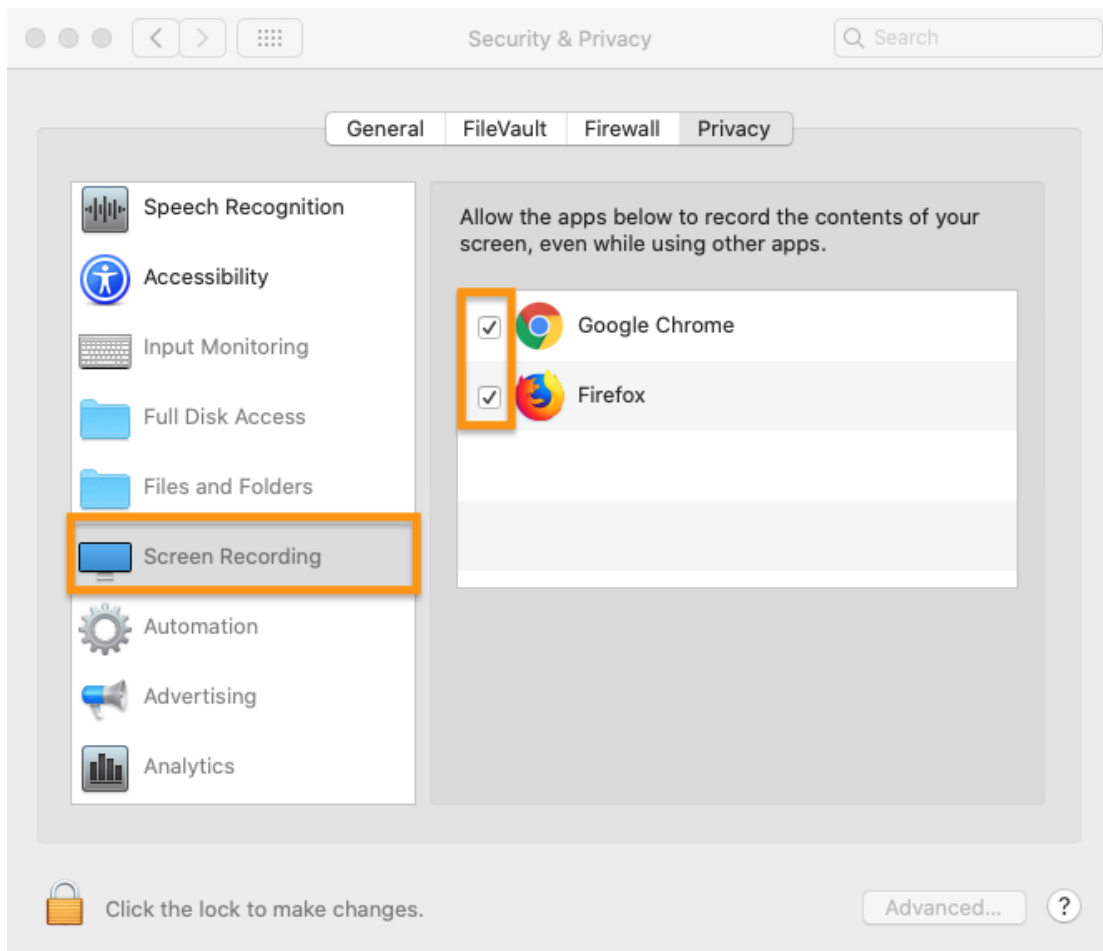 Security & Privacy
Search
General
FileVault
Firewall
Privacy
Speech Recognition
Accessibility
Input Monitoring
Full Disk Access
Files and Folders
Screen Recording
Automation
Advertising
Analytics
Allow the apps below to record the contents of your
screen, even while using other apps.
Google Chrome
Firefox
Click the lock to make changes.
Advanced...
?